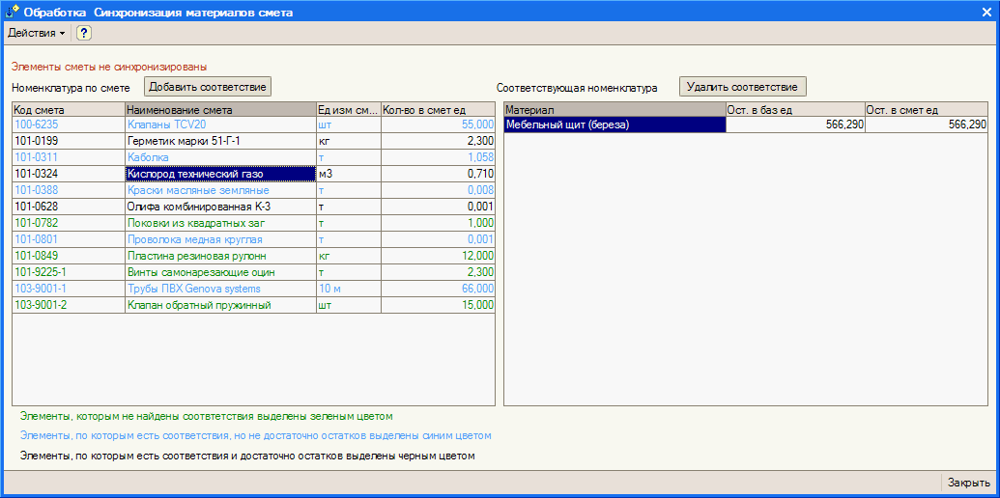 Обработка Синхронизация материалов смета
Действия ?
Элементы сметы не синхронизированы
Номенклатура по смете Добавить соответствие Соответствующая номенклатура Удалить соответствие
Код смета Наименование смета Ед изм см... Кол-во в смет ед
100-6235 Клапаны TCV20 шт 55,000
101-0199 Герметик марки 51-Г-1 кг 2,300
101-0311 Каболка т 1,058
101-0324 Кислород технический газо м3 0,710
101-0388 Краски масляные земляные т 0,008
101-0628 Олифа комбинированная К-3 т 0,001
101-0782 Поковки из квадратных заг т 1,000
101-0801 Проволока медная круглая т 0,001
101-0849 Пластина резиновая рулонн кг 12,000
101-9225-1 Винты самонарезающие оцин т 2,300
103-9001-1 Трубы ПВХ Genova systems 10 м 66,000
103-9001-2 Клапан обратный пружинный шт 15,000
Материал Ост. в баз ед Ост. в смет ед
Мебельный щит (береза) 566,290 566,290
Элементы, которым не найдены соответтствия выделены зеленым цветом
Элементы, по которым есть соответствия, но не достаточно остатков выделены синим цветом
Элементы, по которым есть соответствия и достаточно остатков выделены черным цветом
Закрыть